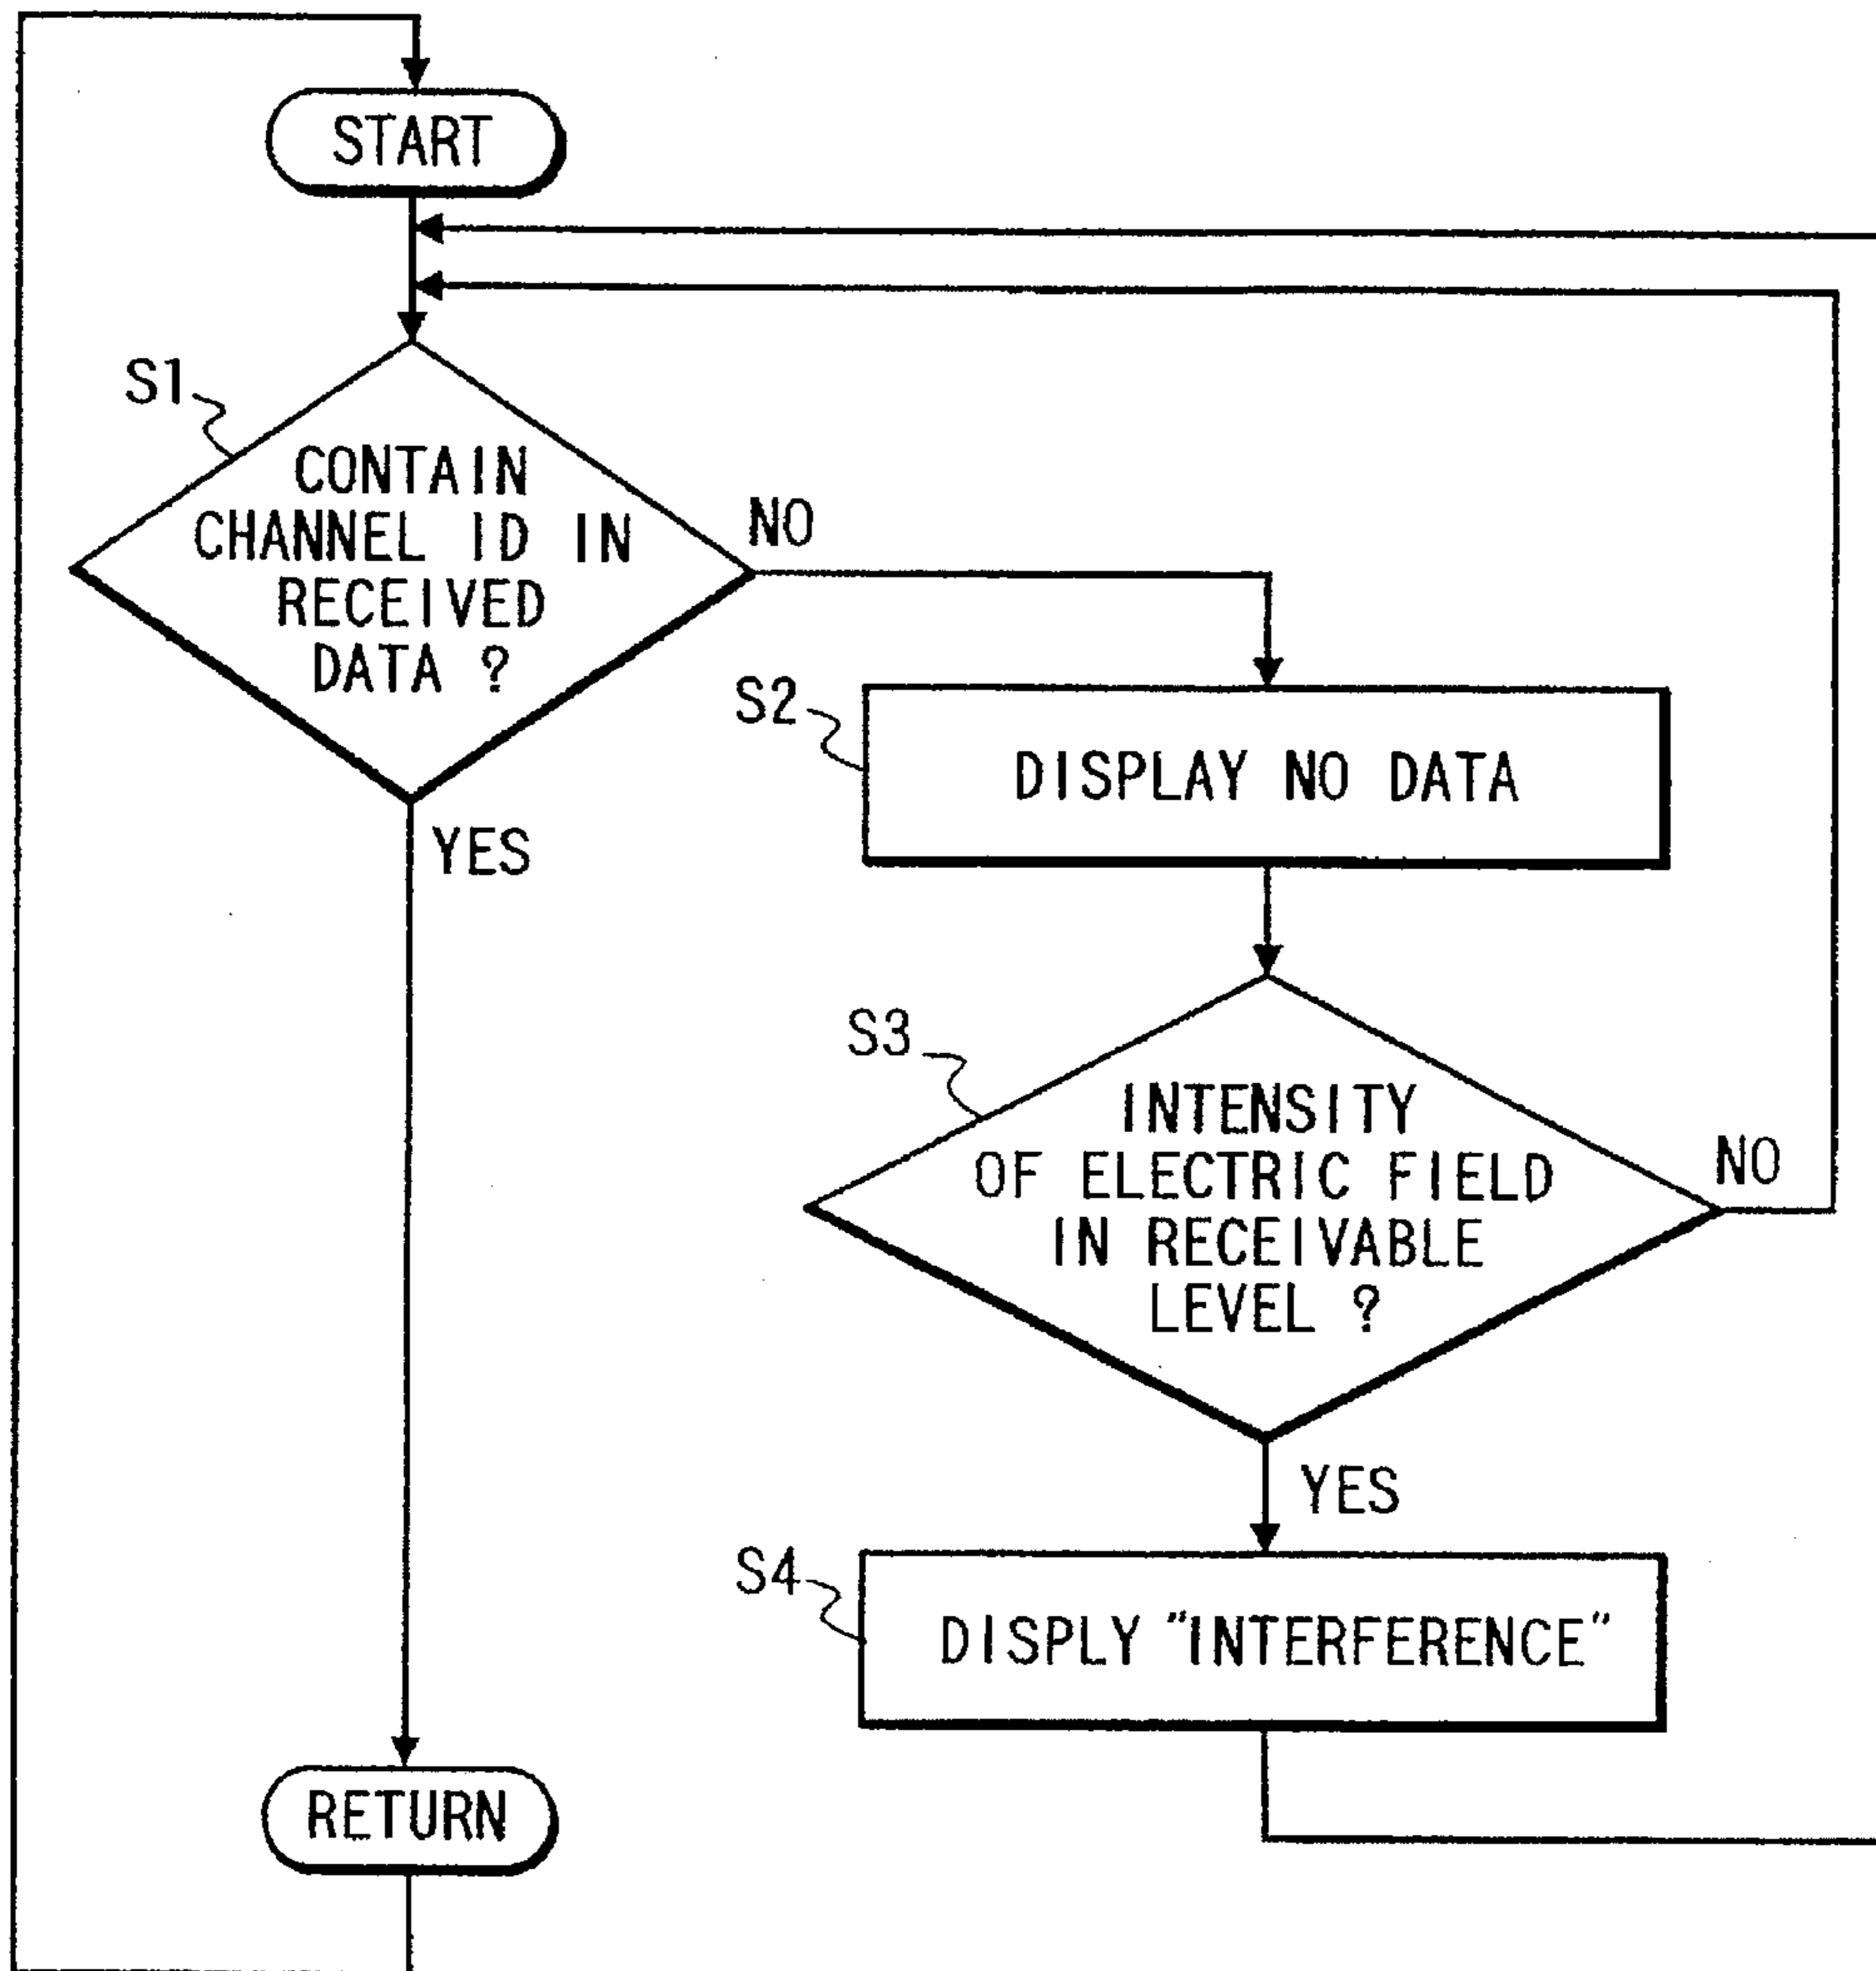 START
S1
CONTAIN
CHANNEL ID IN
RECEIVED
DATA ?
NO
YES
S2
DISPLAY NO DATA
S3
INTENSITY
OF ELECTRIC FIELD
IN RECEIVABLE
LEVEL ?
NO
YES
S4
DISPLY "INTERFERENCE"
RETURN